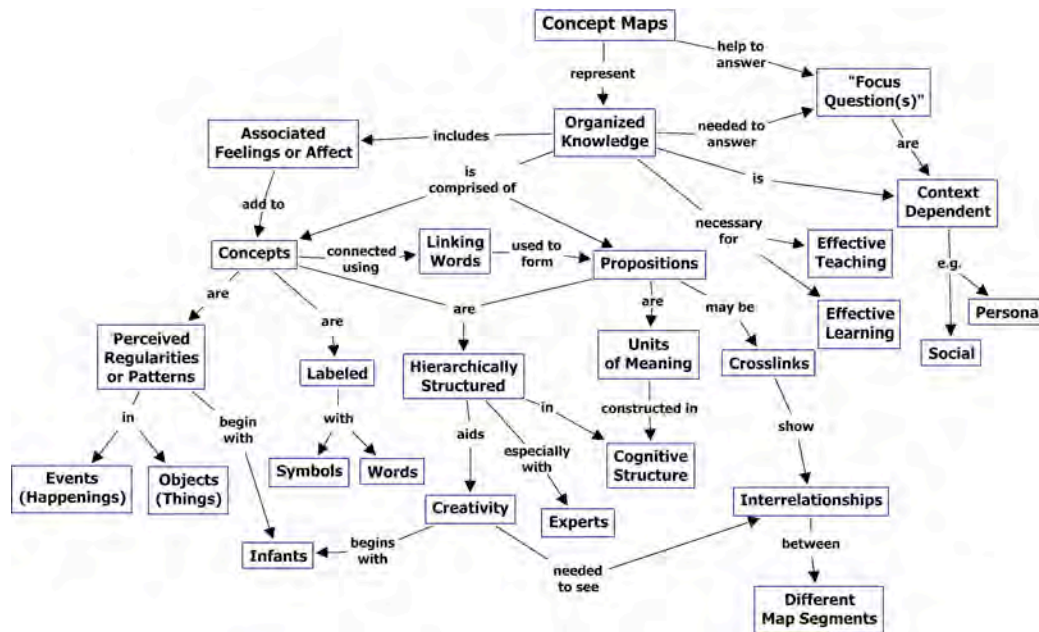 Concept Maps
help to
answer
represent
"Focus
Question(s)"
Associated
Feelings or Affect
includes
Organized
Knowledge
needed to
answer
are
is
comprised of
is
Context
Dependent
add to
necessary
for
Concepts
connected
using
Linking
Words
used to
form
Propositions
Effective
Teaching
e.g.
are
are
are
are
may be
Effective
Learning
Persona
Perceived
Regularities
or Patterns
Labeled
Hierarchically
Structured
Units
of Meaning
Crosslinks
Social
in
begin
with
with
aids
in
constructed in
show
especially
with
Events
(Happenings)
Objects
(Things)
Symbols
Words
Cognitive
Structure
Creativity
Experts
Interrelationships
Infants
begins
with
needed
to see
between
Different
Map Segments